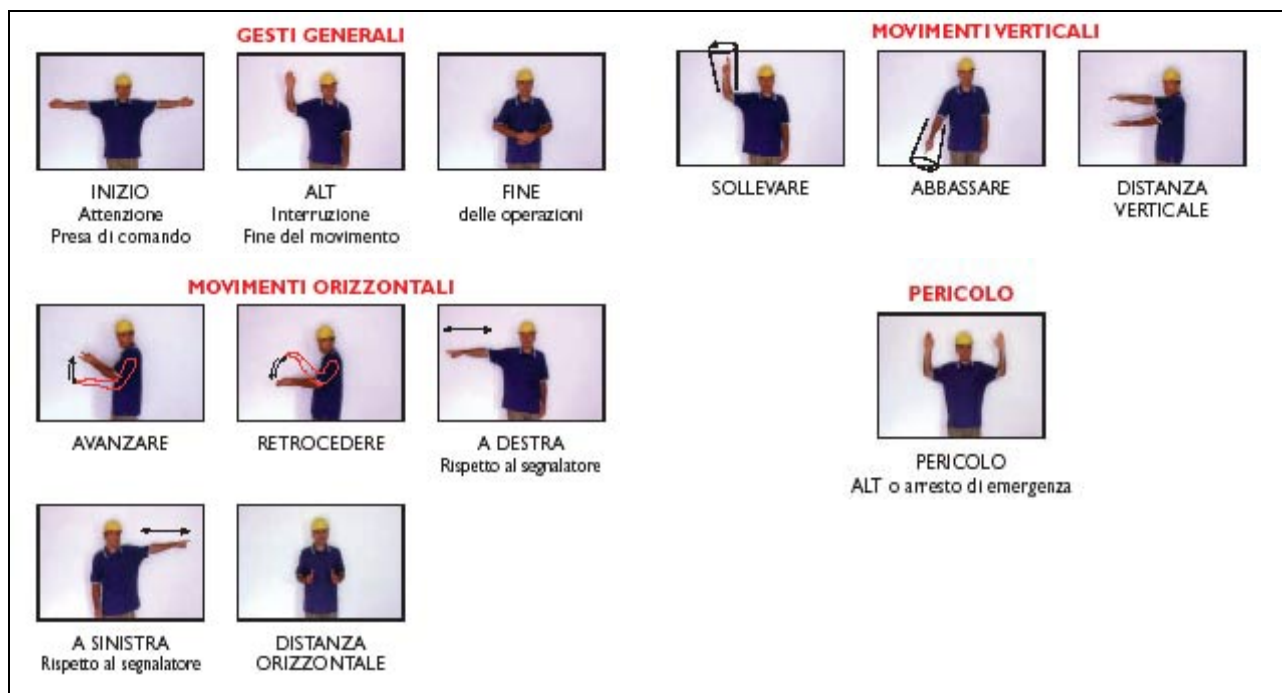 GESTI GENERALI
INIZIO
Attenzione
Presa di comando
ALT
Interruzione
Fine del movimento
FINE
delle operazioni
MOVIMENTI VERTICALI
SOLLEVARE
ABBASSARE
DISTANZA
VERTICALE
MOVIMENTI ORIZZONTALI
AVANZARE
RETROCEDERE
A DESTRA
Rispetto al segnalatore
A SINISTRA
Rispetto al segnalatore
DISTANZA
ORIZZONTALE
PERICOLO
PERICOLO
ALT o arresto di emergenza